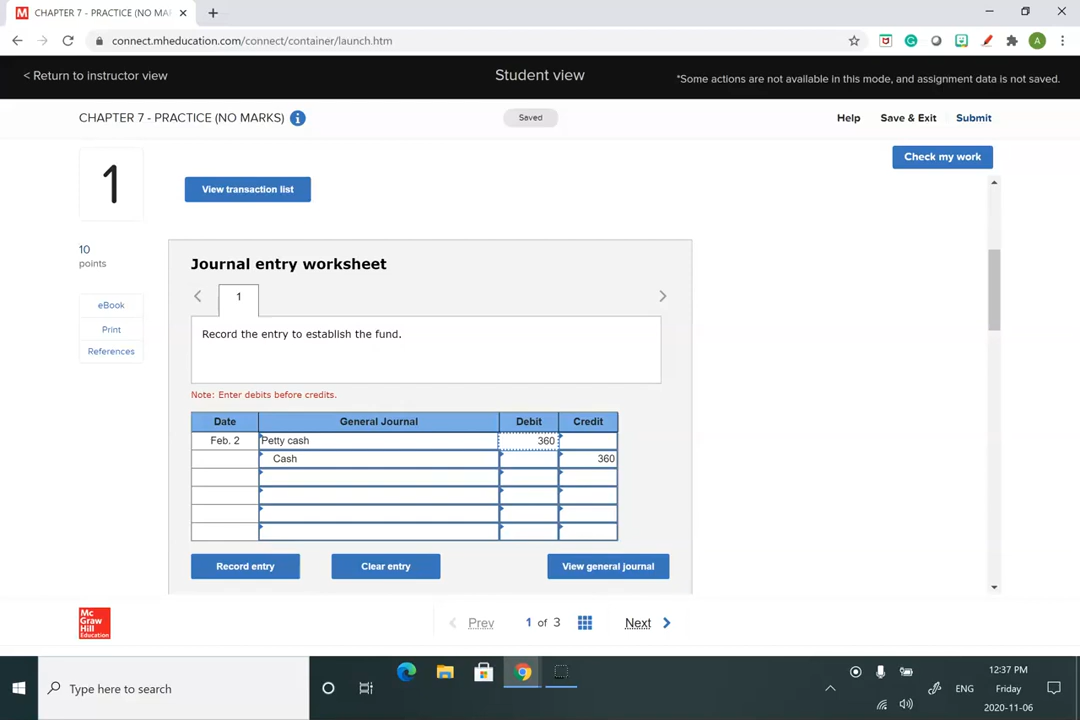 CHAPTER 7 - PRACTICE (NO MA
connect.mheducation.com/connect/container/launch.htm
A
< Return to instructor view
Student view
*Some actions are not available in this mode, and assignment data is not saved.
CHAPTER 7 - PRACTICE (NO MARKS) i
Saved
Help Save & Exit Submit
Check my work
1
View transaction list
10
points
eBook
Print
References
Journal entry worksheet
1
Record the entry to establish the fund.
Note: Enter debits before credits.
Date General Journal Debit Credit
Feb. 2 Petty cash 360
Cash 360
Record entry Clear entry View general journal
Mc
Graw
Hill
Education
Prev 1 of 3 Next
Type here to search
ENG
12:37 PM
Friday
2020-11-06